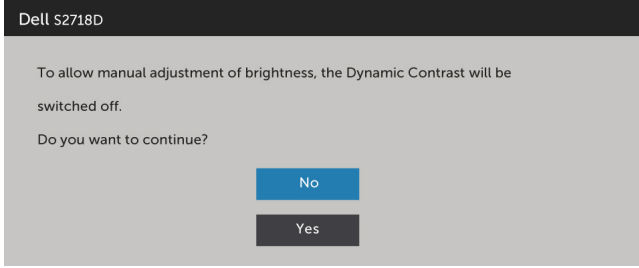 Dell S2718D
To allow manual adjustment of brightness, the Dynamic Contrast will be
switched off.
Do you want to continue?
No
Yes